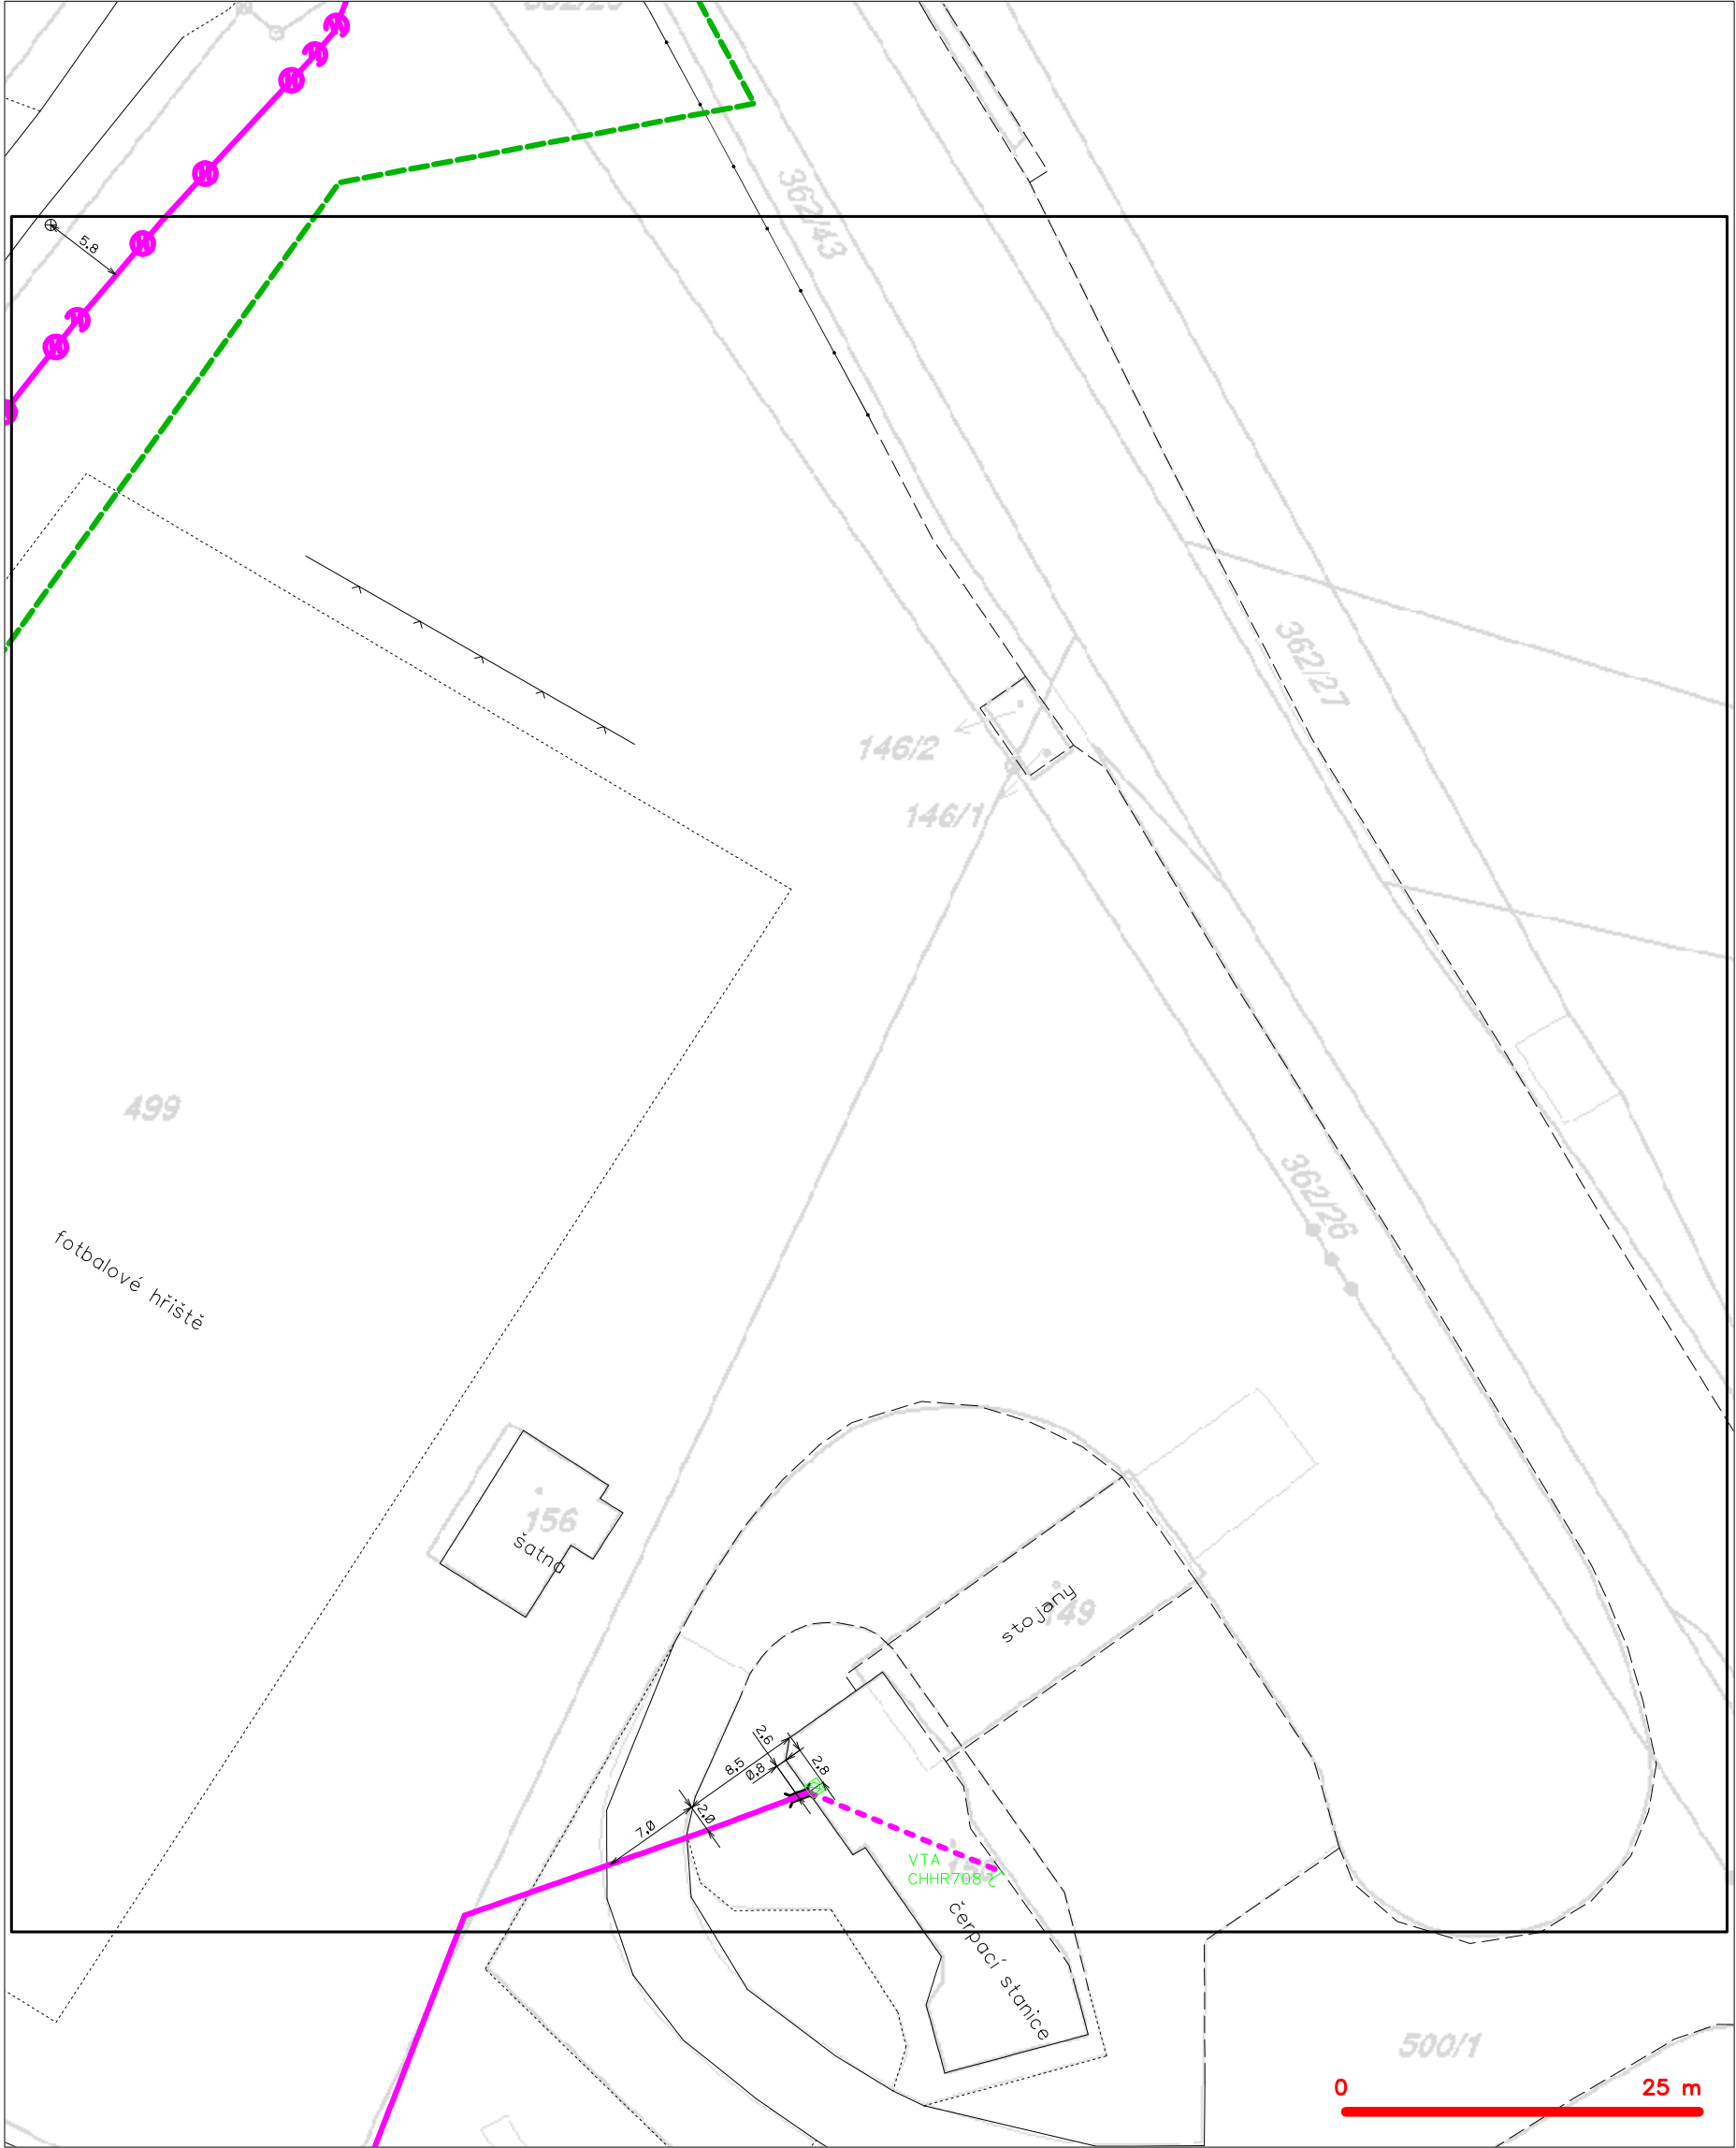 362/43
5.8
362/27
146/2
146/1
499
362/26
fotbalové hřiště
156
šatna
stojany
149
2.6
8.5
0.8
2.8
7.0
2.0
VTA
CHHR708
čerpací stanice
500/1
0
25 m